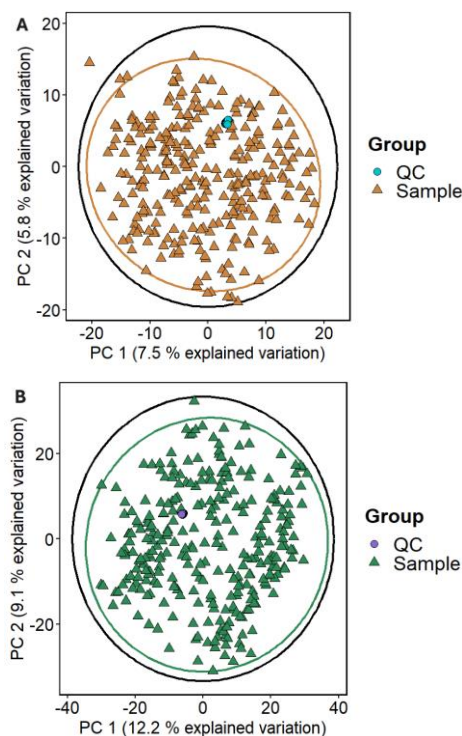 A
PC 2 (5.8 % explained variation)
20
10
0
-10
-20
-20 -10 0 10 20
PC 1 (7.5 % explained variation)
Group
QC
Sample
B
PC 2 (9.1 % explained variation)
20
0
-20
-40 -20 0 20 40
PC 1 (12.2 % explained variation)
Group
QC
Sample